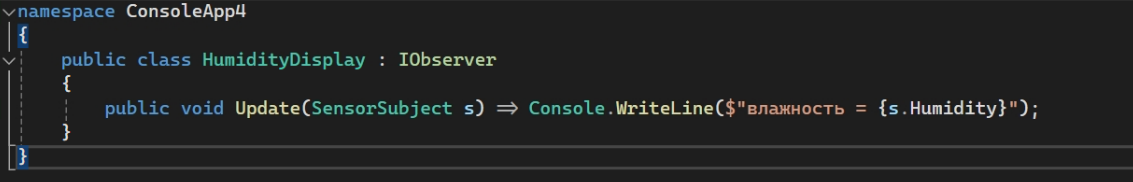 namespace ConsoleApp4
{
public class HumidityDisplay : IObserver
{
public void Update(SensorSubject s) => Console.WriteLine($"влажность = {s.Humidity}");
}
}